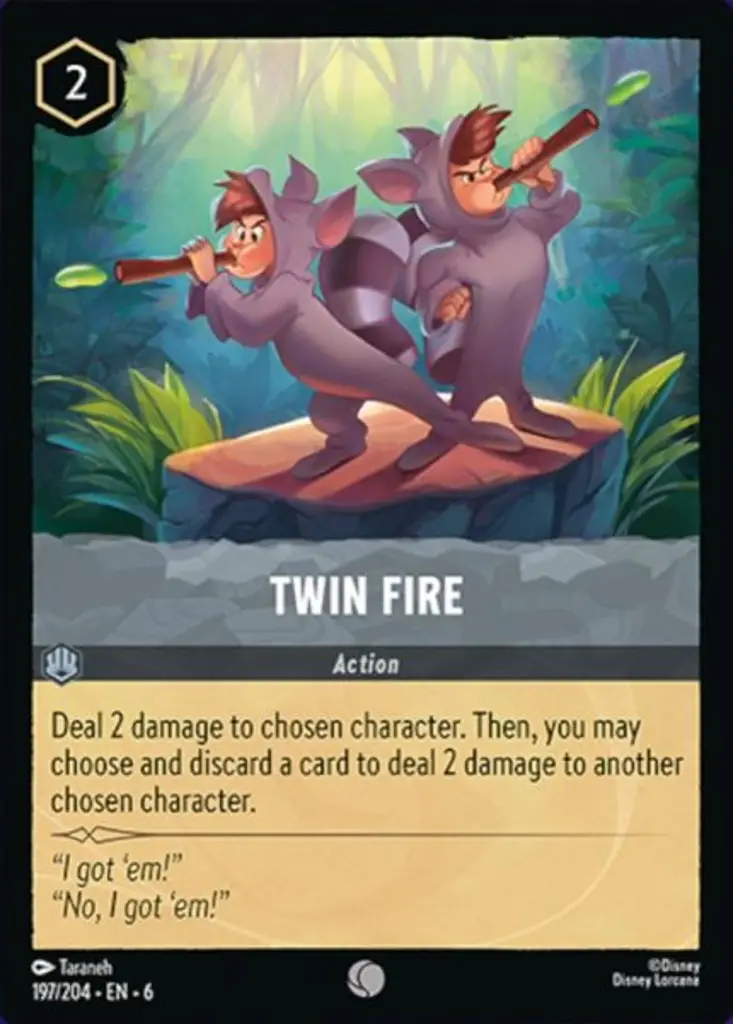 2
TWIN FIRE
Action
Deal 2 damage to chosen character. Then, you may
choose and discard a card to deal 2 damage to another
chosen character.
“I got ‘em!”
“No, I got ‘em!”
Taraneh
197/204 • EN • 6
©Disney
Disney Lorcana